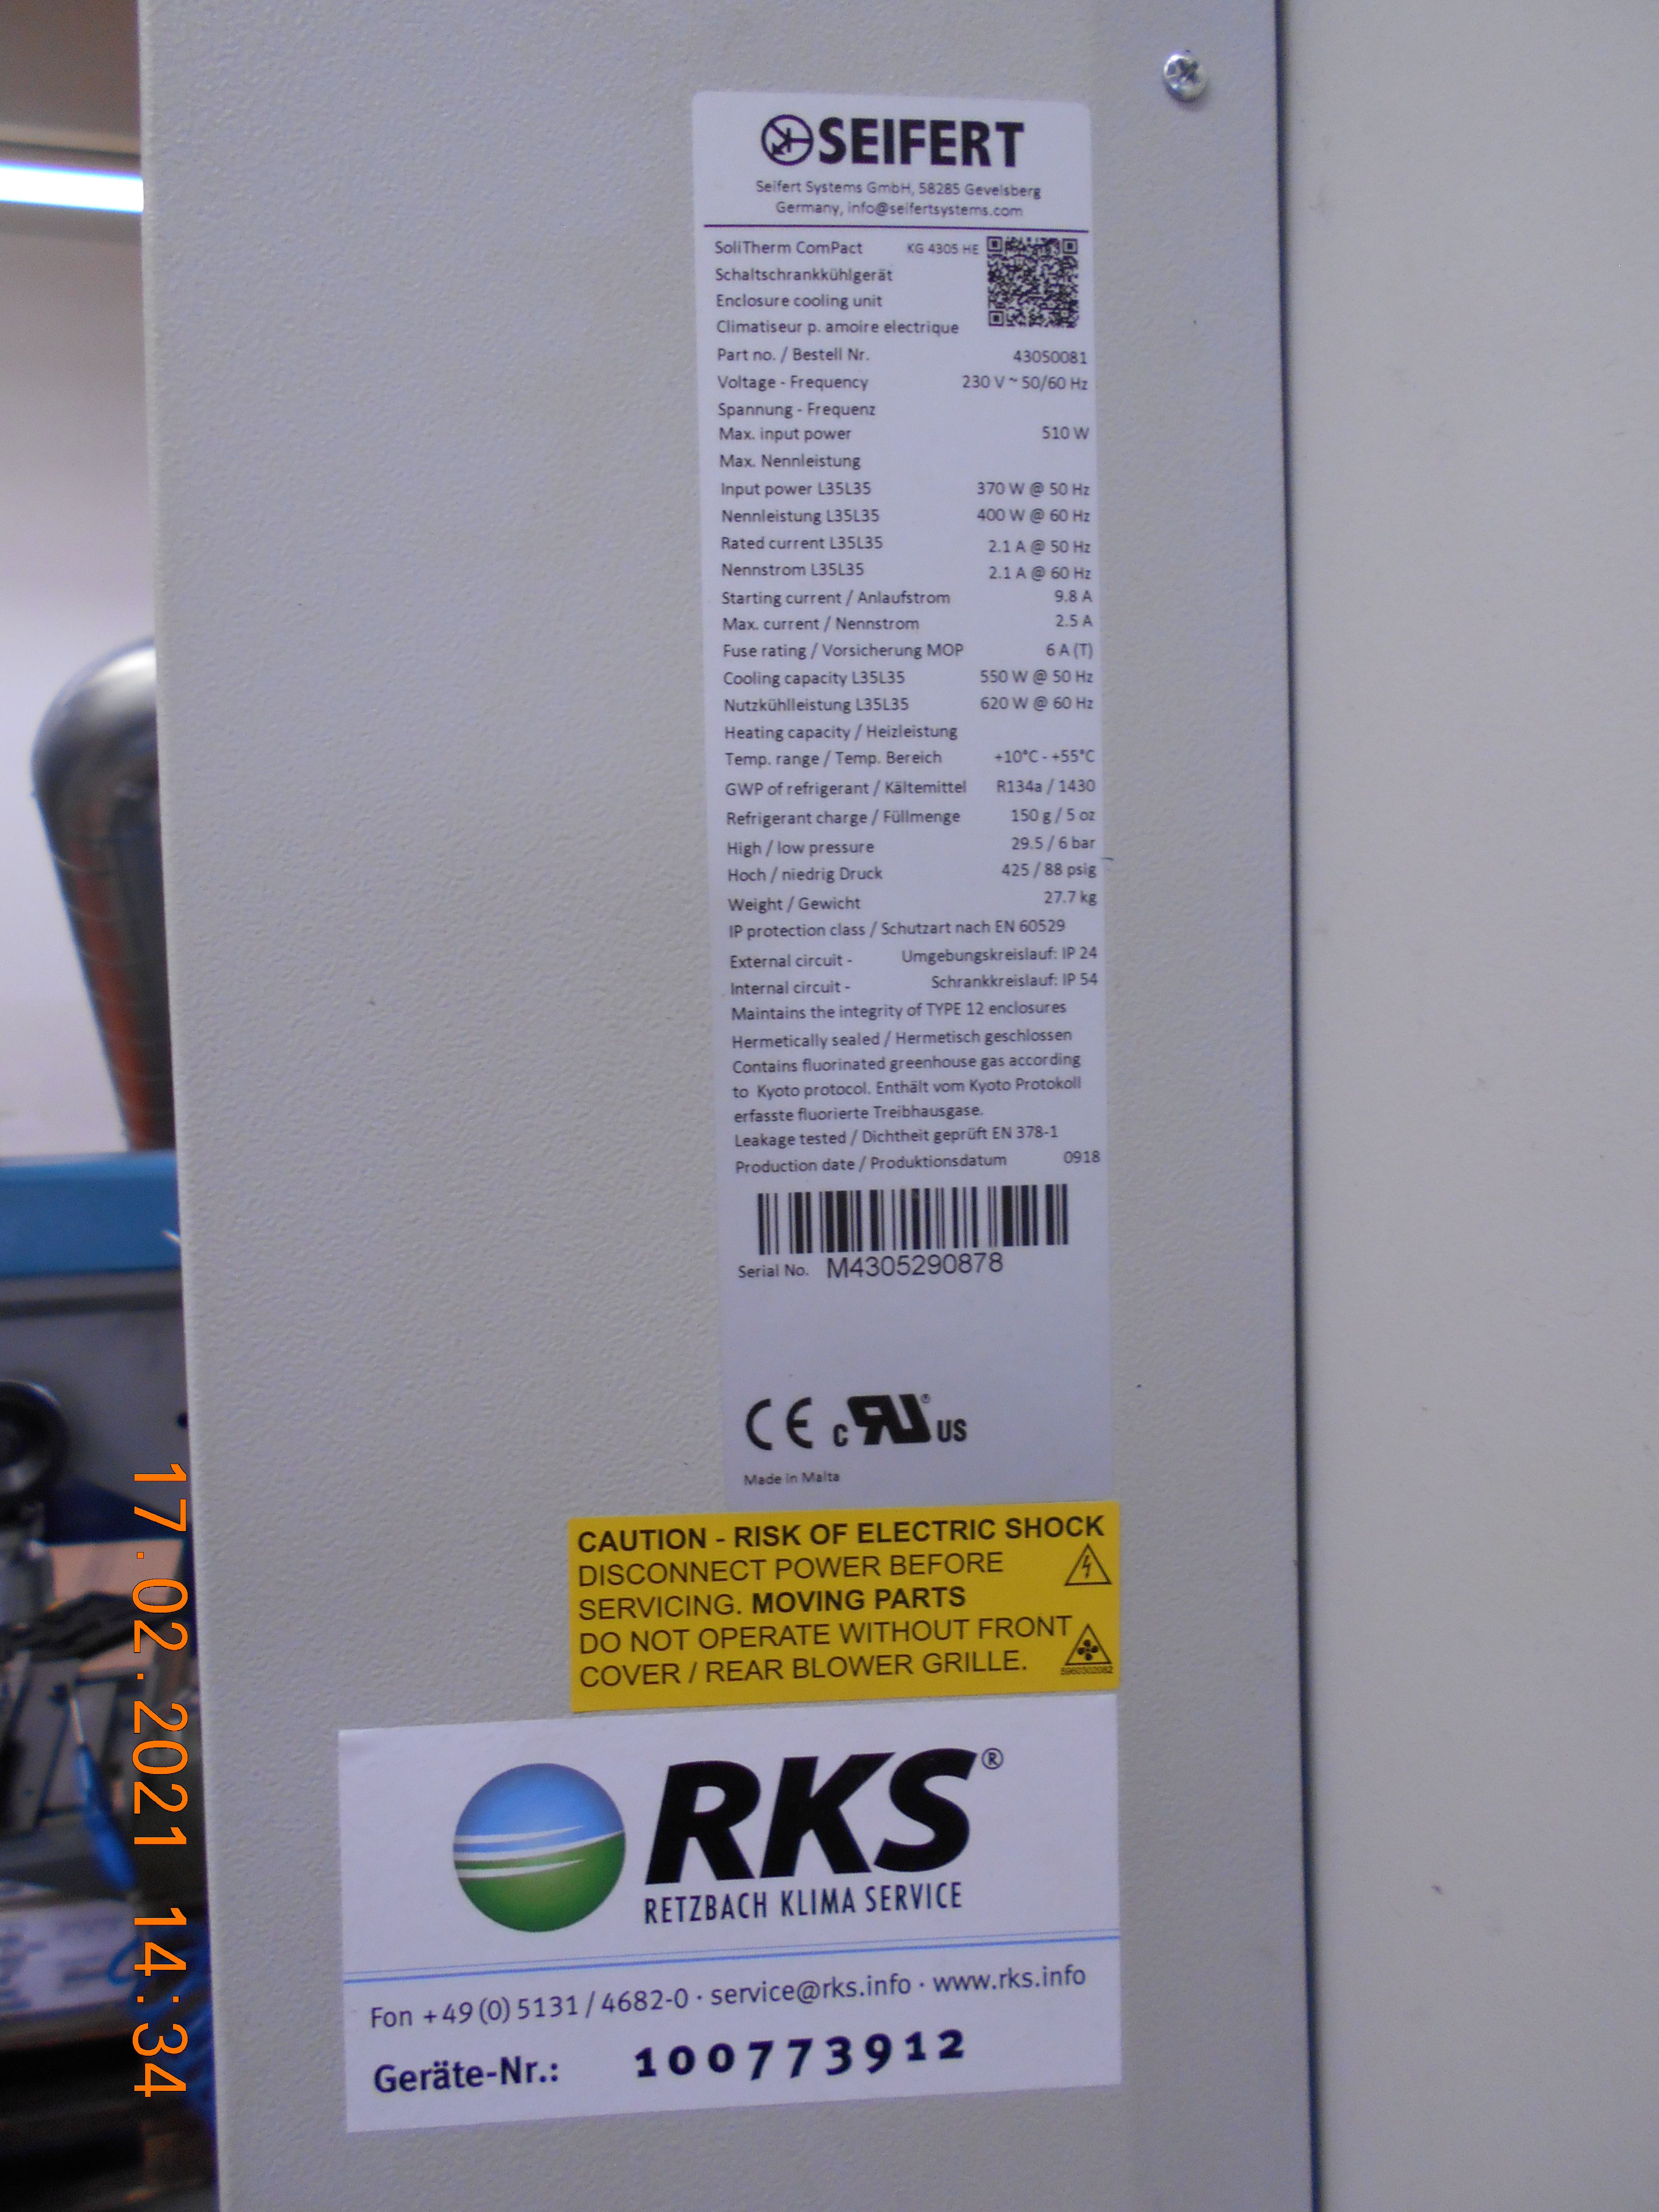 SEIFERT
Seifert Systems GmbH, 58285 Gevelsberg
Germany, info@seifertsystems.com
SoliTherm ComPact KG 4305 HE
Schaltschrankkühlgerät
Enclosure cooling unit
Climatiseur p. amoire electrique
Part no. / Bestell Nr. 43050081
Voltage - Frequency 230 V ~ 50/60 Hz
Spannung - Frequenz
Max. input power 510 W
Max. Nennleistung
Input power L35L35 370 W @ 50 Hz
Nennleistung L35L35 400 W @ 60 Hz
Rated current L35L35 2.1 A @ 50 Hz
Nennstrom L35L35 2.1 A @ 60 Hz
Starting current / Anlaufstrom 9.8 A
Max. current / Nennstrom 2.5 A
Fuse rating / Vorsicherung MOP 6 A (T)
Cooling capacity L35L35 550 W @ 50 Hz
Nutzkühlleistung L35L35 620 W @ 60 Hz
Heating capacity / Heizleistung
Temp. range / Temp. Bereich +10°C - +55°C
GWP of refrigerant / Kältemittel R134a / 1430
Refrigerant charge / Füllmenge 150 g / 5 oz
High / low pressure 29.5 / 6 bar
Hoch / niedrig Druck 425 / 88 psig
Weight / Gewicht 27.7 kg
IP protection class / Schutzart nach EN 60529
External circuit - Umgebungskreislauf: IP 24
Internal circuit - Schrankkreislauf: IP 54
Maintains the integrity of TYPE 12 enclosures
Hermetically sealed / Hermetisch geschlossen
Contains fluorinated greenhouse gas according
to Kyoto protocol. Enthält vom Kyoto Protokoll
erfasste fluorierte Treibhausgase.
Leakage tested / Dichtheit geprüft EN 378-1
Production date / Produktionsdatum 0918
Serial No. M4305290878
CE c RU® US
Made in Malta
CAUTION - RISK OF ELECTRIC SHOCK
DISCONNECT POWER BEFORE
SERVICING. MOVING PARTS
DO NOT OPERATE WITHOUT FRONT
COVER / REAR BLOWER GRILLE.
5960302082
RKS®
RETZBACH KLIMA SERVICE
Fon +49 (0) 5131 / 4682-0 · service@rks.info · www.rks.info
Geräte-Nr.: 100773912
17.02.2021 14:34